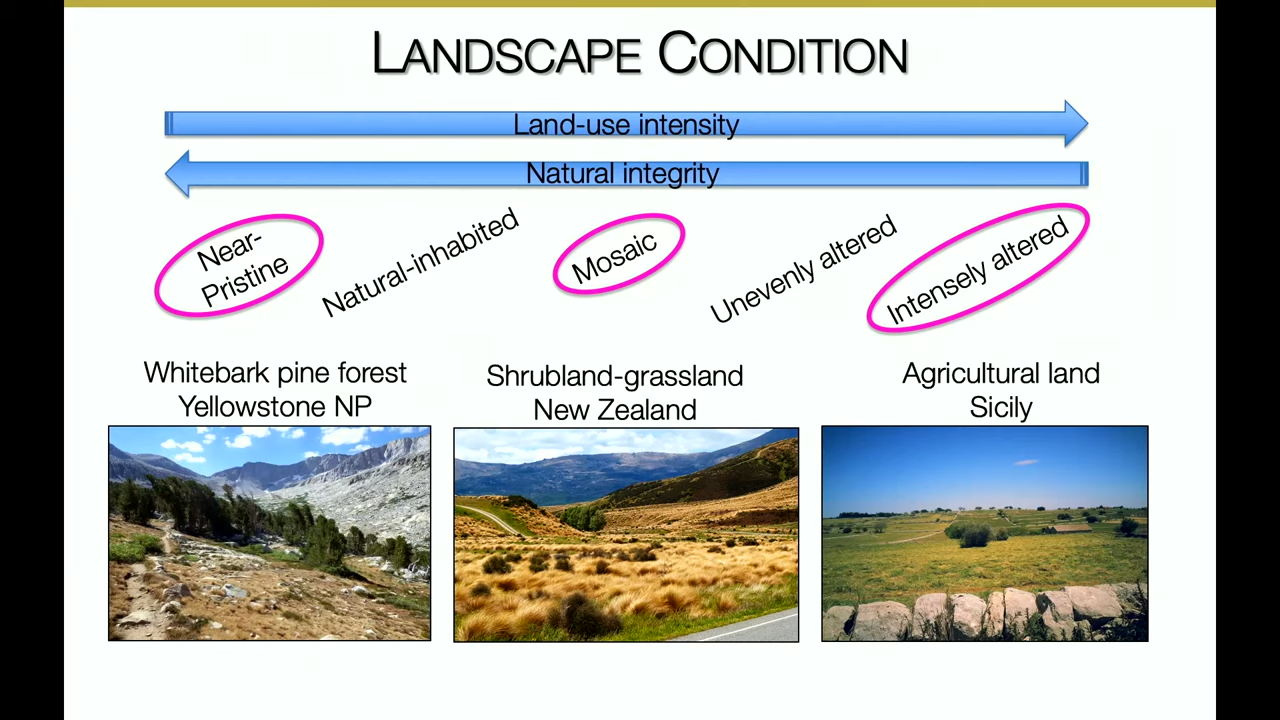 LANDSCAPE CONDITION
Land-use intensity
Natural integrity
Near-
Pristine
Natural-inhabited
Mosaic
Unevenly altered
Intensely altered
Whitebark pine forest
Yellowstone NP
Shrubland-grassland
New Zealand
Agricultural land
Sicily